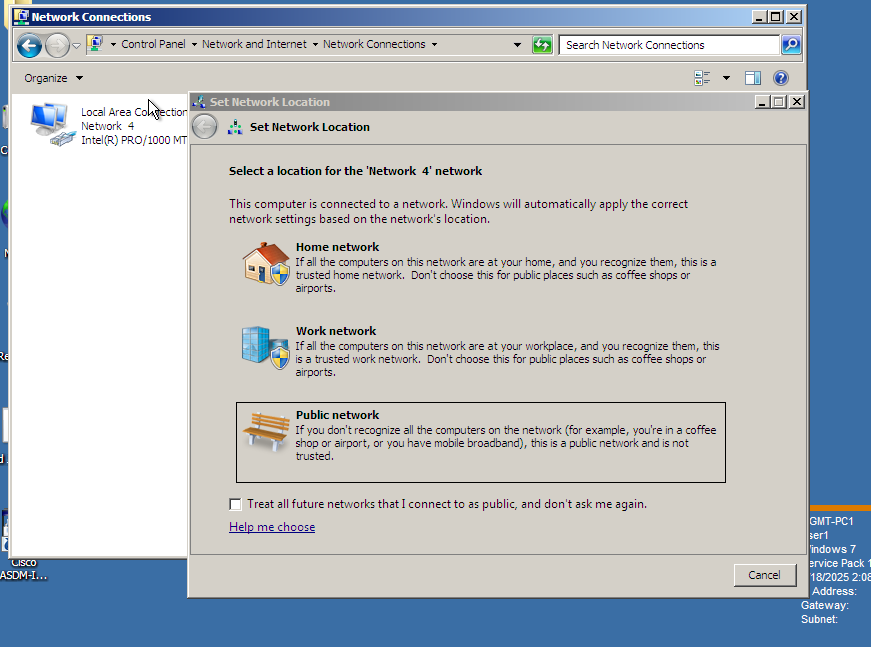 Network Connections
Control Panel
Network and Internet
Network Connections
Search Network Connections
Organize
Local Area Connection
Network 4
Intel(R) PRO/1000 MT
Set Network Location
Set Network Location
Select a location for the 'Network 4' network
This computer is connected to a network. Windows will automatically apply the correct
network settings based on the network's location.
Home network
If all the computers on this network are at your home, and you recognize them, this is a
trusted home network. Don't choose this for public places such as coffee shops or
airports.
Work network
If all the computers on this network are at your workplace, and you recognize them, this
is a trusted work network. Don't choose this for public places such as coffee shops or
airports.
Public network
If you don't recognize all the computers on the network (for example, you're in a coffee
shop or airport, or you have mobile broadband), this is a public network and is not
trusted.
Treat all future networks that I connect to as public, and don't ask me again.
Help me choose
Cancel
Cisco
ASDM-I...
GMT-PC1
ser1
indows 7
ervice Pack 1
/18/2025 2:08
Address:
Gateway:
Subnet: